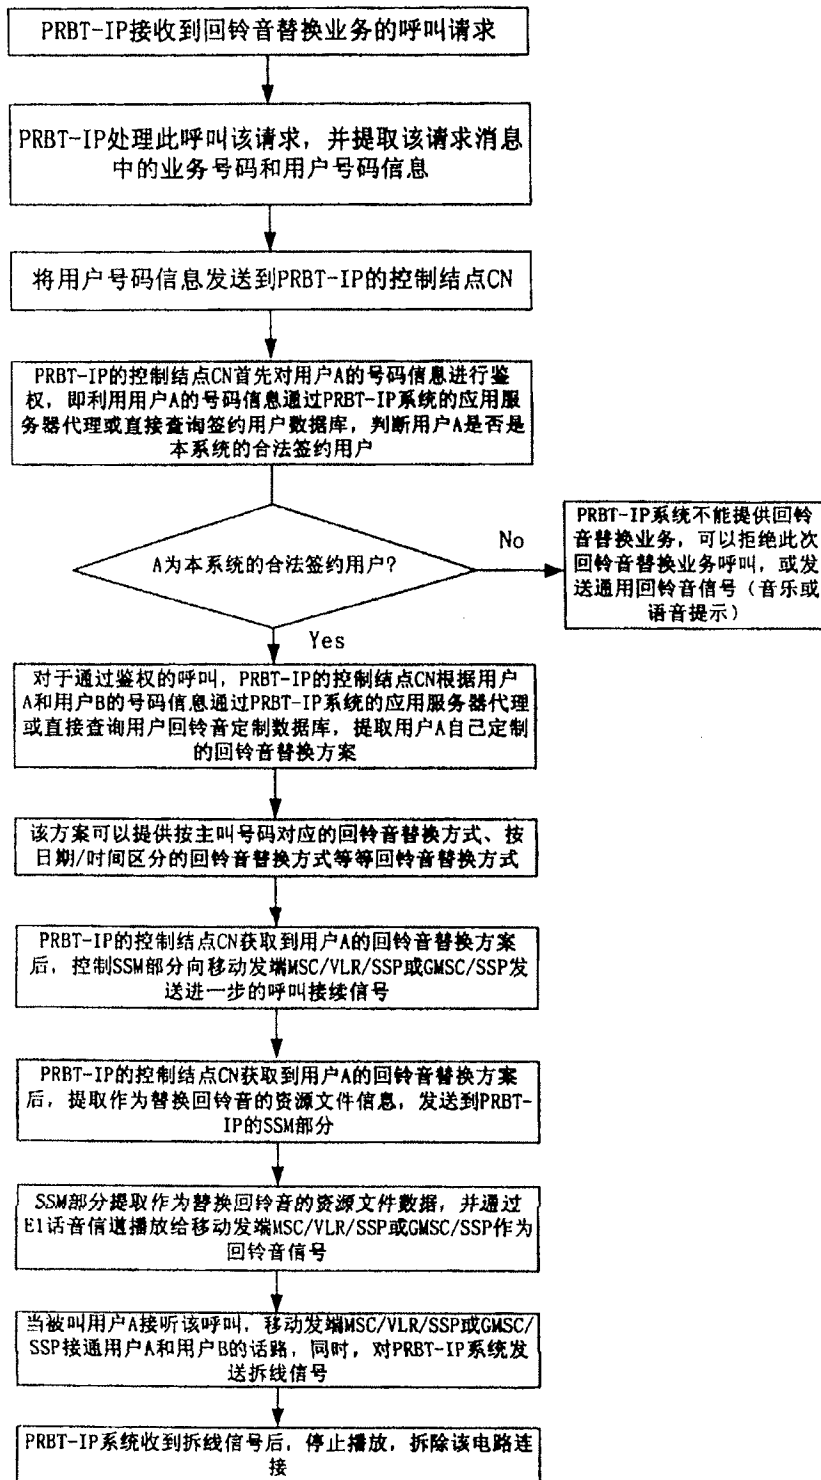 PRBT-IP接收到回铃音替换业务的呼叫请求
PRBT-IP处理此呼叫该请求，并提取该请求消息
中的业务号码和用户号码信息
将用户号码信息发送到PRBT-IP的控制结点CN
PRBT-IP的控制结点CN首先对用户A的号码信息进行鉴
权，即利用用户A的号码信息通过PRBT-IP系统的应用服
务器代理或直接查询签约用户数据库，判断用户A是否是
本系统的合法签约用户
A为本系统的合法签约用户?
No
PRBT-IP系统不能提供回铃
音替换业务，可以拒绝此次
回铃音替换业务呼叫，或发
送通用回铃音信号（音乐或
语音提示）
Yes
对于通过鉴权的呼叫，PRBT-IP的控制结点CN根据用户
A和用户B的号码信息通过PRBT-IP系统的应用服务器代理
或直接查询用户回铃音定制数据库，提取用户A自己定制
的回铃音替换方案
该方案可以提供按主叫号码对应的回铃音替换方式、按
日期/时间区分的回铃音替换方式等等回铃音替换方式
PRBT-IP的控制结点CN获取到用户A的回铃音替换方案
后，控制SSM部分向移动发端MSC/VLR/SSP或GMSC/SSP发
送进一步的呼叫接续信号
PRBT-IP的控制结点CN获取到用户A的回铃音替换方案
后，提取作为替换回铃音的资源文件信息，发送到PRBT-
IP的SSM部分
SSM部分提取作为替换回铃音的资源文件数据，并通过
E1话音信道播放给移动发端MSC/VLR/SSP或GMSC/SSP作为
回铃音信号
当被叫用户A接听该呼叫，移动发端MSC/VLR/SSP或GMSC/
SSP接通用户A和用户B的话路，同时，对PRBT-IP系统发
送拆线信号
PRBT-IP系统收到拆线信号后，停止播放，拆除该电路连
接